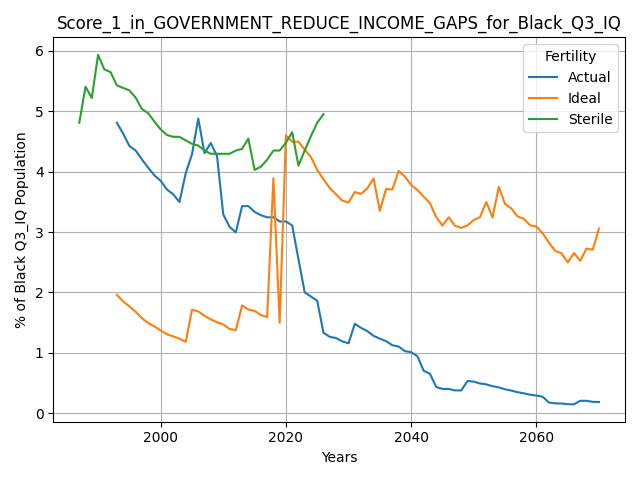 Score_1_in_GOVERNMENT_REDUCE_INCOME_GAPS_for_Black_Q3_IQ
Fertility
Actual
Ideal
Sterile
% of Black Q3_IQ Population
6
5
4
3
2
1
0
2000 2020 2040 2060
Years